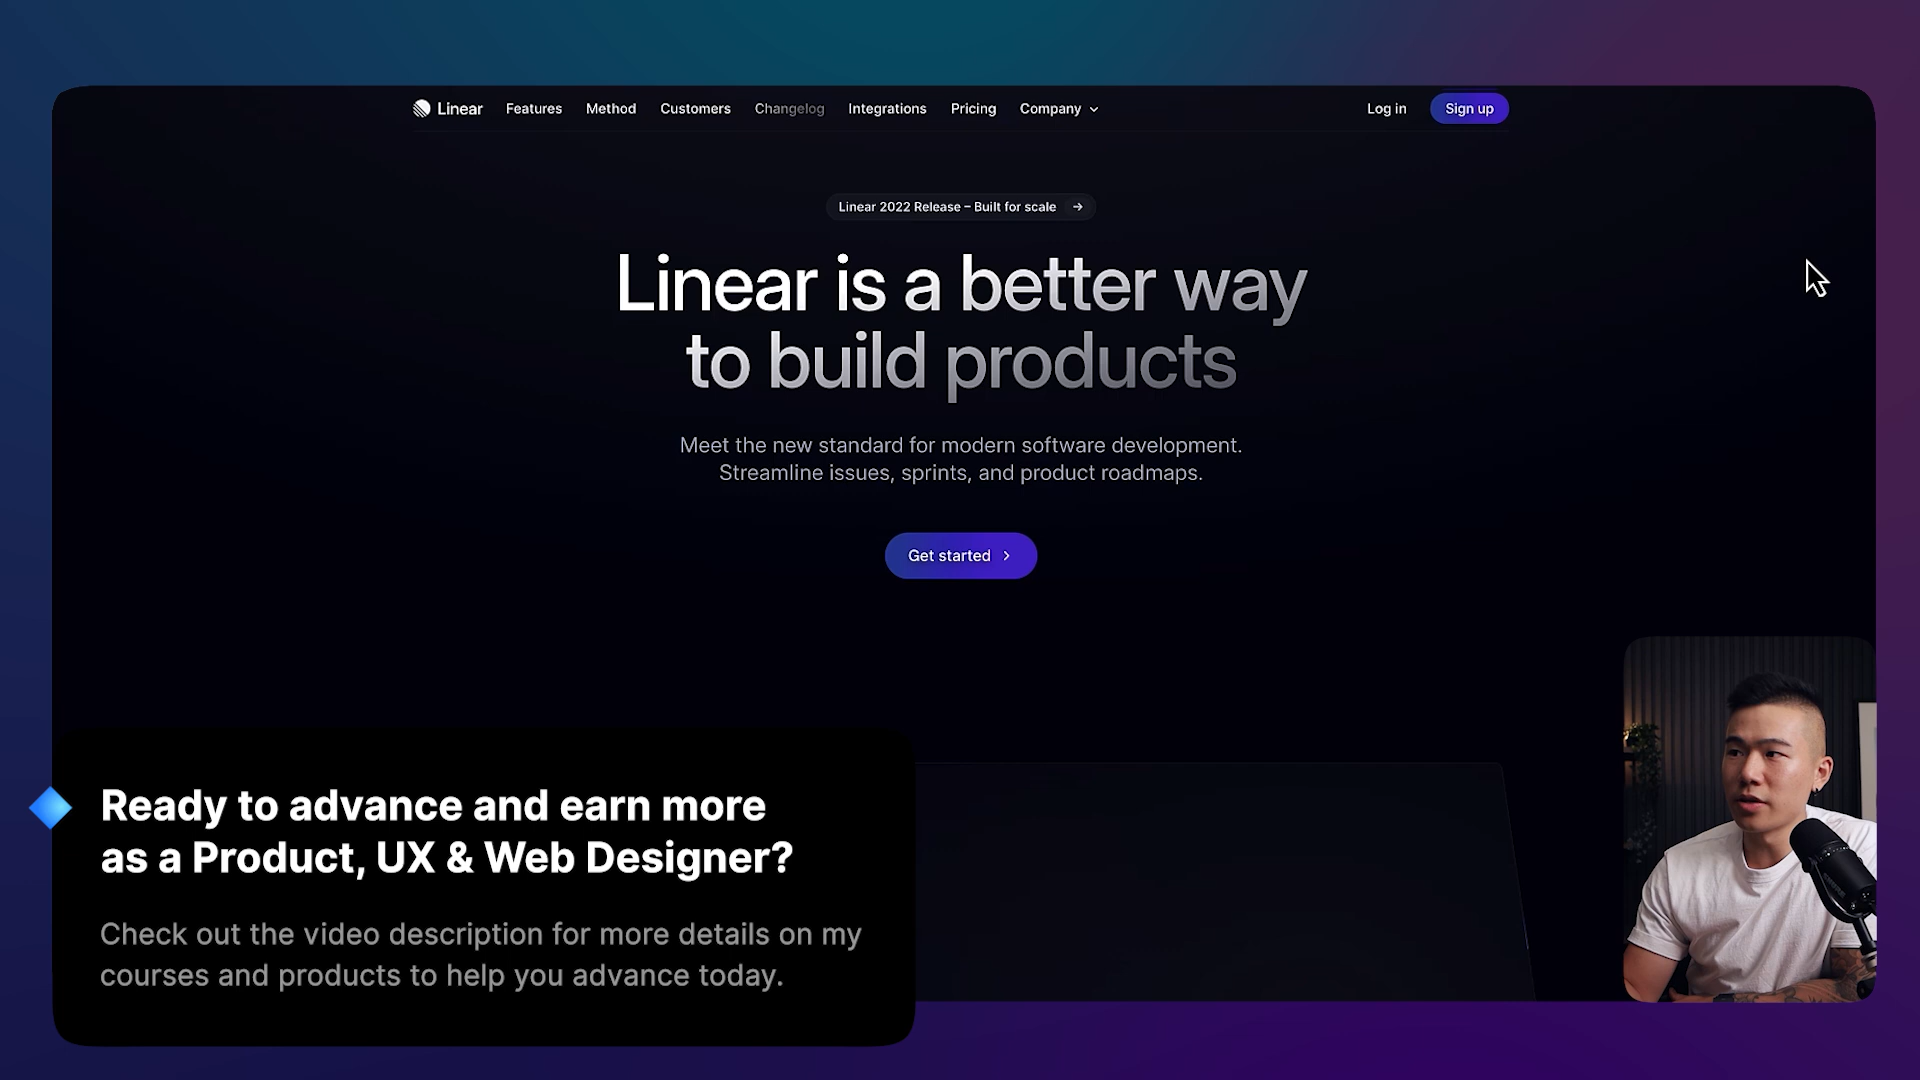 Linear
Features
Method
Customers
Changelog
Integrations
Pricing
Company
Log in
Sign up
Linear 2022 Release – Built for scale
Linear is a better way
to build products
Meet the new standard for modern software development.
Streamline issues, sprints, and product roadmaps.
Get started
Ready to advance and earn more
as a Product, UX & Web Designer?
Check out the video description for more details on my
courses and products to help you advance today.